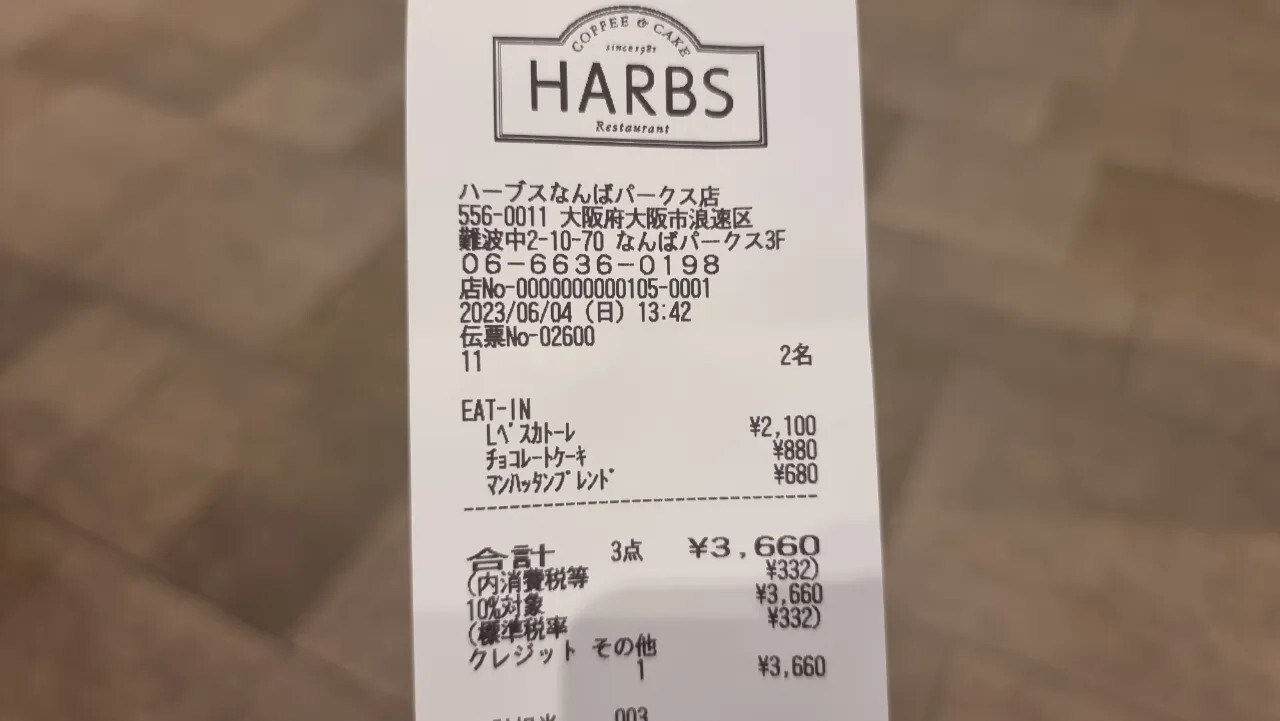 COFFEE & CAKE
since 1981
HARBS
Restaurant
ハーブスなんばパークス店
556-0011 大阪府大阪市浪速区
難波中2-10-70 なんばパークス3F
06-6636-0198
店No-0000000000105-0001
2023/06/04 (日) 13:42
伝票No-02600
11 2名
EAT-IN
Lペスカトーレ ¥2,100
チョコレートケーキ ¥880
マンハッタンブレンド ¥680
合計 3点 ¥3,660
(内消費税等 ¥332)
10%対象 ¥3,660
(標準税率 ¥332)
クレジット その他
1 ¥3,660
003